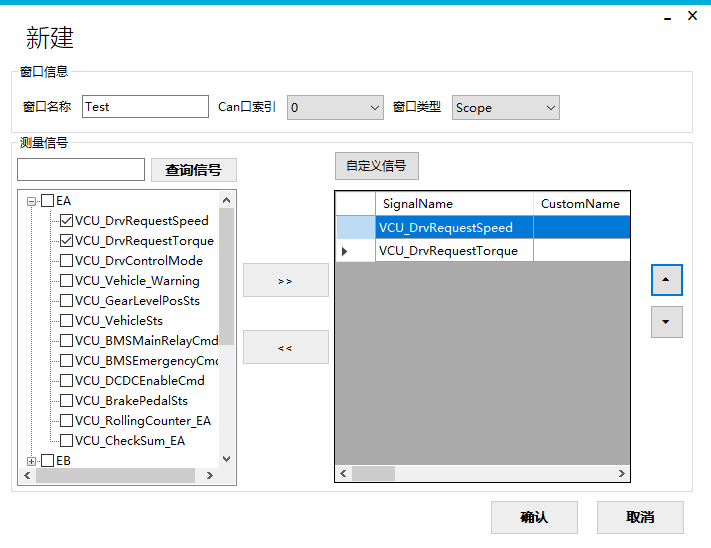 新建
窗口信息
窗口名称 Test Can口索引 0 窗口类型 Scope
测量信号
查询信号
自定义信号
EA
VCU_DrvRequestSpeed
VCU_DrvRequestTorque
VCU_DrvControlMode
VCU_Vehicle_Warning
VCU_GearLevelPosSts
VCU_VehicleSts
VCU_BMSMainRelayCmd
VCU_BMSEmergencyCmd
VCU_DCDCEnableCmd
VCU_BrakePedalSts
VCU_RollingCounter_EA
VCU_CheckSum_EA
EB
>>
<<
SignalName CustomName
VCU_DrvRequestSpeed
VCU_DrvRequestTorque
确认 取消